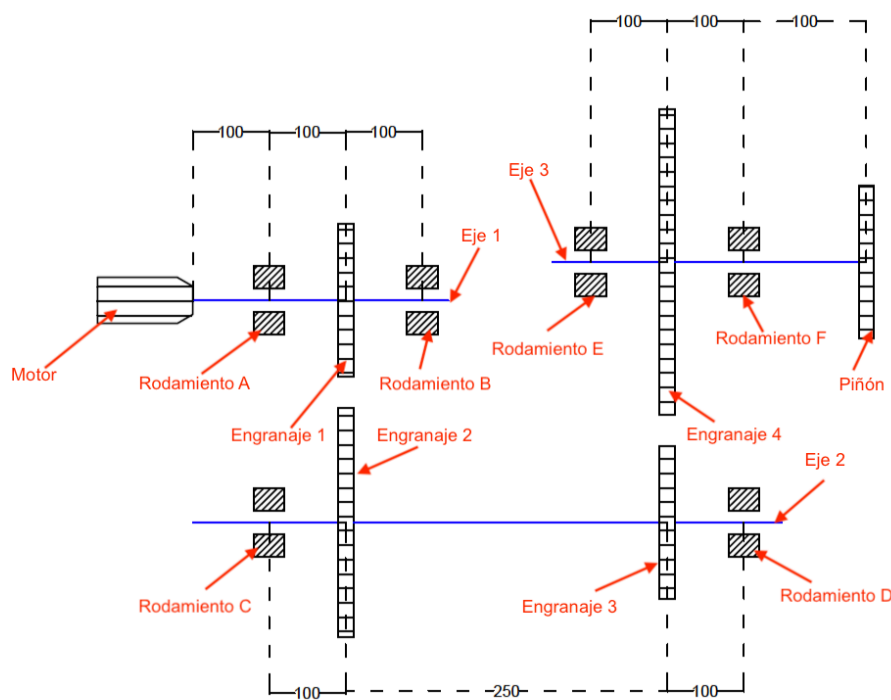 100 100 100
100 100 100
Eje 3
Eje 1
Rodamiento F
Rodamiento E
Motor
Rodamiento A
Rodamiento B
Piñón
Engranaje 1
Engranaje 2
Engranaje 4
Eje 2
Rodamiento C
Engranaje 3
Rodamiento D
100 250 100